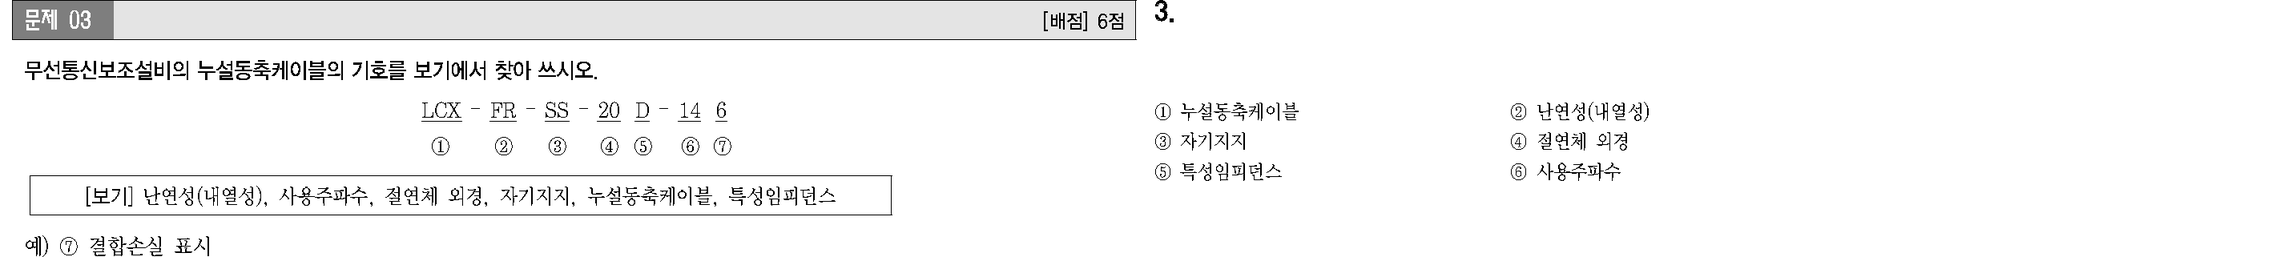 문제 03 [배점] 6점
무선통신보조설비의 누설동축케이블의 기호를 보기에서 찾아 쓰시오.
LCX - FR - SS - 20 D - 14 6
① ② ③ ④ ⑤ ⑥ ⑦
[보기] 난연성(내열성), 사용주파수, 절연체 외경, 자기지지, 누설동축케이블, 특성임피던스
예) ⑦ 결합손실 표시
3.
① 누설동축케이블 ② 난연성(내열성)
③ 자기지지 ④ 절연체 외경
⑤ 특성임피던스 ⑥ 사용주파수